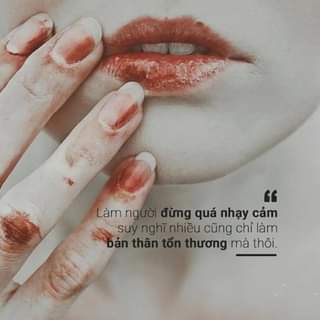 ❝
Làm người đừng quá nhạy cảm
suy nghĩ nhiều cũng chỉ làm
bản thân tổn thương mà thôi.